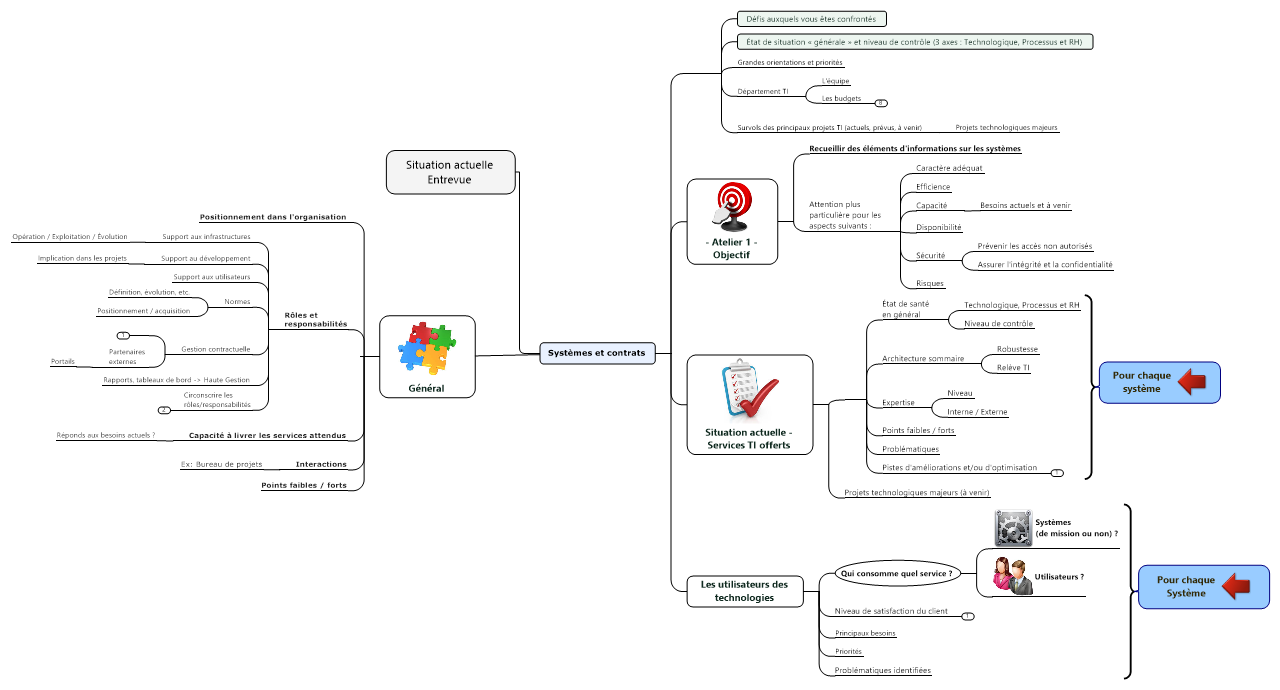 Défis auxquels vous êtes confrontés
État de situation « générale » et niveau de contrôle (3 axes : Technologique, Processus et RH)
Grandes orientations et priorités
Département TI
L'équipe
Les budgets
8
Survols des principaux projets TI (actuels, prévus, à venir)
Projets technologiques majeurs
Situation actuelle
Entrevue
Recueillir des éléments d'informations sur les systèmes
- Atelier 1 -
Objectif
Attention plus
particulière pour les
aspects suivants :
Caractère adéquat
Efficience
Capacité
Besoins actuels et à venir
Disponibilité
Sécurité
Prévenir les accès non autorisés
Assurer l'intégrité et la confidentialité
Risques
Positionnement dans l'organisation
Opération / Exploitation / Évolution
Support aux infrastructures
Implication dans les projets
Support au développement
Support aux utilisateurs
Définition, évolution, etc.
Positionnement / acquisition
Normes
Rôles et
responsabilités
1
Partenaires
externes
Portails
Gestion contractuelle
Rapports, tableaux de bord -> Haute Gestion
Circonscrire les
rôles/responsabilités
2
Réponds aux besoins actuels ?
Capacité à livrer les services attendus
Ex: Bureau de projets
Interactions
Points faibles / forts
Général
Systèmes et contrats
Situation actuelle -
Services TI offerts
État de santé
en général
Technologique, Processus et RH
Niveau de contrôle
Architecture sommaire
Robustesse
Relève TI
Expertise
Niveau
Interne / Externe
Points faibles / forts
Problématiques
Pistes d'améliorations et/ou d'optimisation
1
Projets technologiques majeurs (à venir)
Pour chaque
système
Les utilisateurs des
technologies
Qui consomme quel service ?
Systèmes
(de mission ou non) ?
Utilisateurs ?
Niveau de satisfaction du client
1
Principaux besoins
Priorités
Problématiques identifiées
Pour chaque
Système